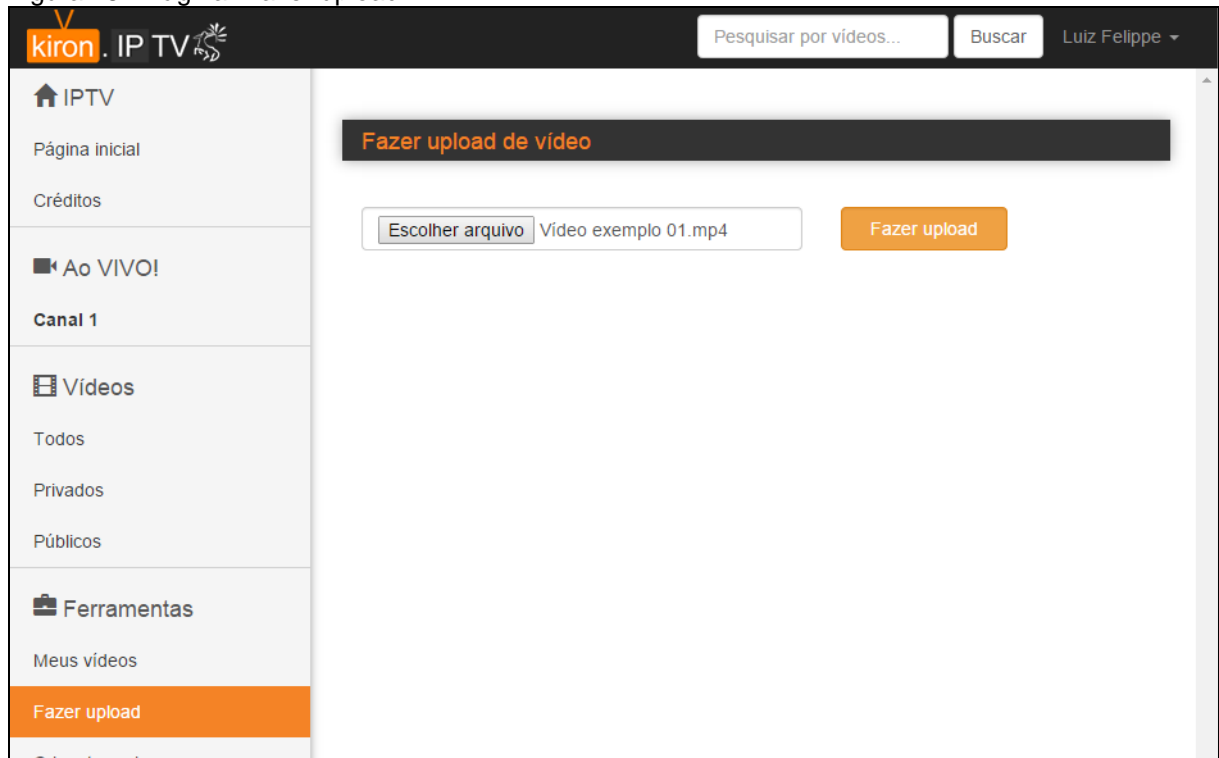 kiron . IP TV
Pesquisar por vídeos...
Buscar
Luiz Felippe
IPTV
Página inicial
Créditos
Ao VIVO!
Canal 1
Vídeos
Todos
Privados
Públicos
Ferramentas
Meus vídeos
Fazer upload
Fazer upload de vídeo
Escolher arquivo Vídeo exemplo 01.mp4
Fazer upload